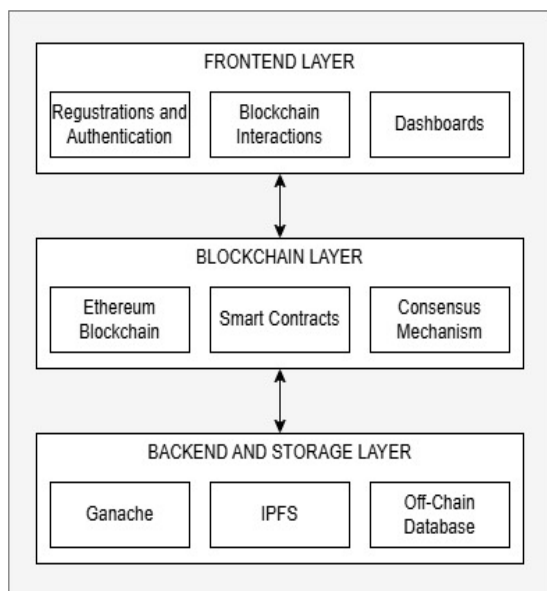 FRONTEND LAYER
Regustrations and
Authentication
Blockchain
Interactions
Dashboards
BLOCKCHAIN LAYER
Ethereum
Blockchain
Smart Contracts
Consensus
Mechanism
BACKEND AND STORAGE LAYER
Ganache
IPFS
Off-Chain
Database